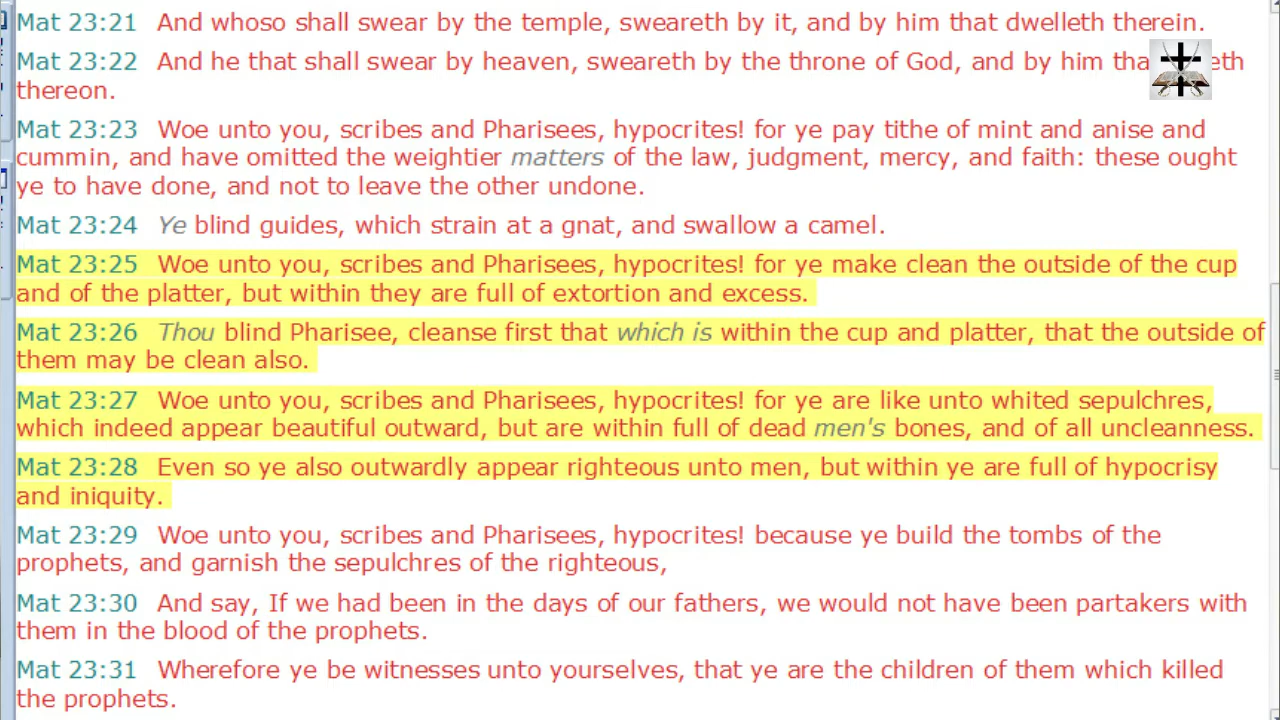 Mat 23:21 And whoso shall swear by the temple, sweareth by it, and by him that dwelleth therein.
Mat 23:22 And he that shall swear by heaven, sweareth by the throne of God, and by him
thereon.
Mat 23:23 Woe unto you, scribes and Pharisees, hypocrites! for ye pay tithe of mint and anise and
cummin, and have omitted the weightier matters of the law, judgment, mercy, and faith: these ought
ye to have done, and not to leave the other undone.
Mat 23:24 Ye blind guides, which strain at a gnat, and swallow a camel.
Mat 23:25 Woe unto you, scribes and Pharisees, hypocrites! for ye make clean the outside of the cup
and of the platter, but within they are full of extortion and excess.
Mat 23:26 Thou blind Pharisee, cleanse first that which is within the cup and platter, that the outside of
them may be clean also.
Mat 23:27 Woe unto you, scribes and Pharisees, hypocrites! for ye are like unto whited sepulchres,
which indeed appear beautiful outward, but are within full of dead men's bones, and of all uncleanness.
Mat 23:28 Even so ye also outwardly appear righteous unto men, but within ye are full of hypocrisy
and iniquity.
Mat 23:29 Woe unto you, scribes and Pharisees, hypocrites! because ye build the tombs of the
prophets, and garnish the sepulchres of the righteous,
Mat 23:30 And say, If we had been in the days of our fathers, we would not have been partakers with
them in the blood of the prophets.
Mat 23:31 Wherefore ye be witnesses unto yourselves, that ye are the children of them which killed
the prophets.